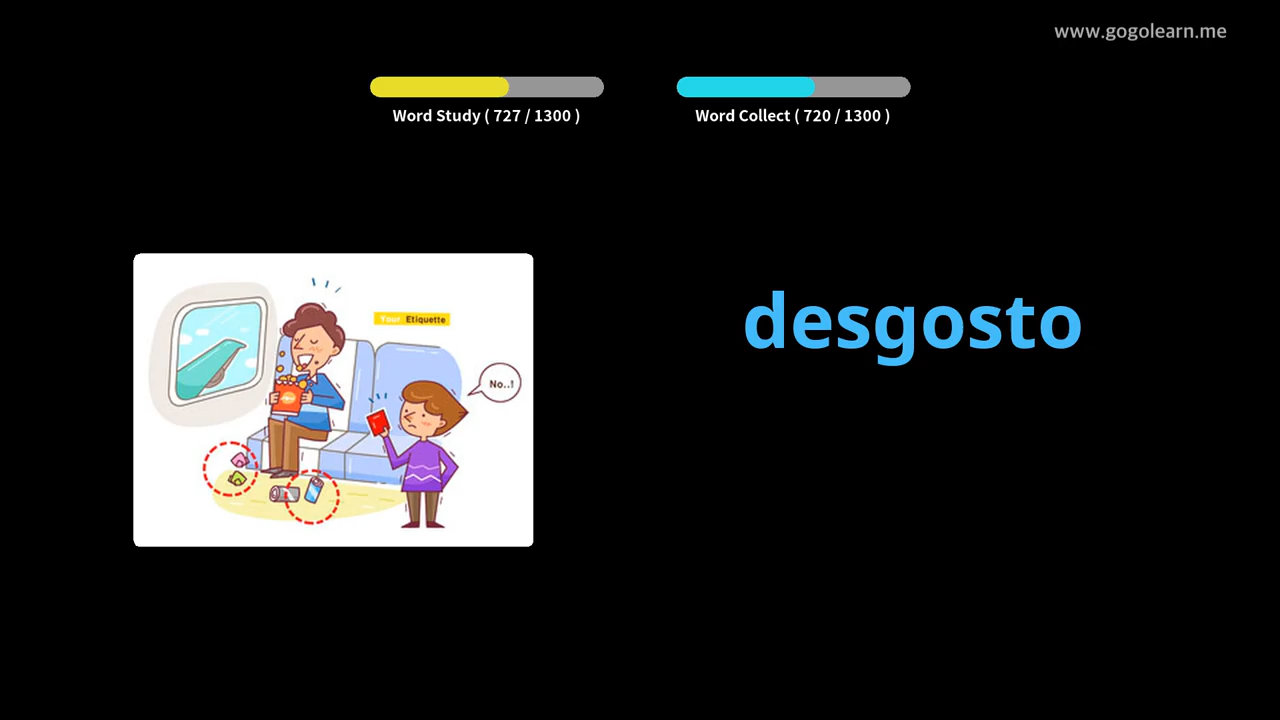 www.gogolearn.me
Word Study ( 727 / 1300 )
Word Collect ( 720 / 1300 )
Your Etiquette
No..!
desgosto